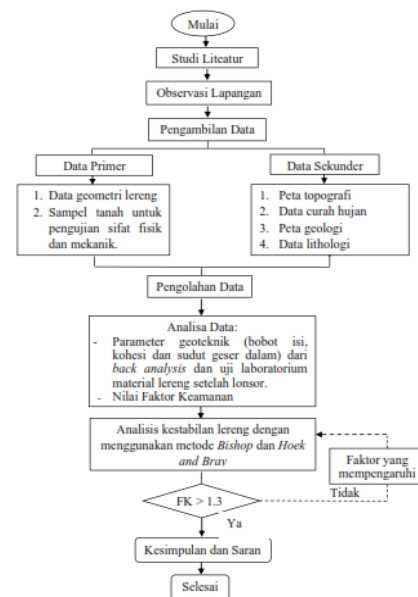 Mulai
Studi Liteatur
Observasi Lapangan
Pengambilan Data
Data Primer
1. Data geometri lereng
2. Sampel tanah untuk
pengujian sifat fisik
dan mekanik.
Data Sekunder
1. Peta topografi
2. Data curah hujan
3. Peta geologi
4. Data lithologi
Pengolahan Data
Analisa Data:
- Parameter geoteknik (bobot isi,
kohesi dan sudut geser dalam) dari
back analysis dan uji laboratorium
material lereng setelah lonsor.
- Nilai Faktor Keamanan
Analisis kestabilan lereng dengan
menggunakan metode Bishop dan Hoek
and Bray
Faktor yang
mempengaruhi
FK > 1.3
Tidak
Ya
Kesimpulan dan Saran
Selesai